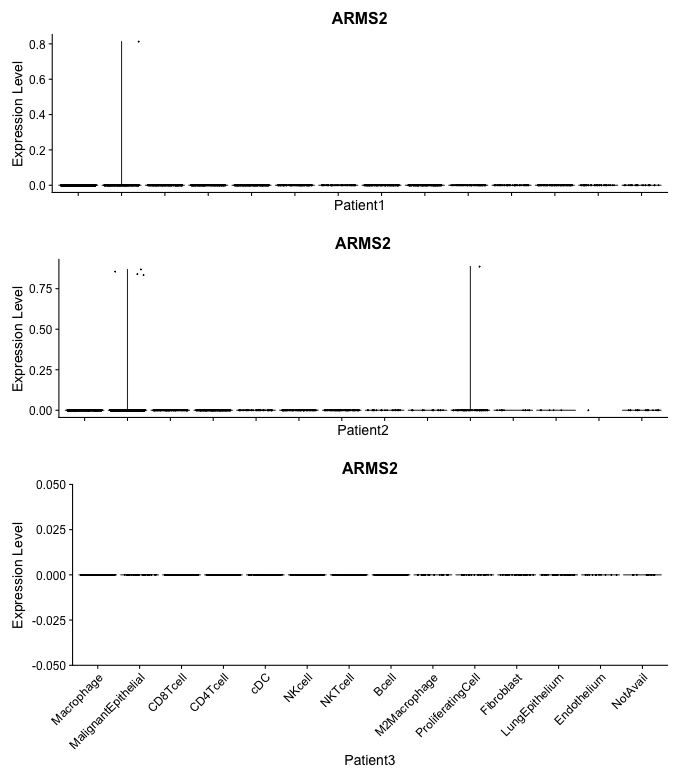 ARMS2
Expression Level
0.8
0.6
0.4
0.2
0.0
Patient1
ARMS2
Expression Level
0.75
0.50
0.25
0.00
Patient2
ARMS2
Expression Level
0.050
0.025
0.000
-0.025
-0.050
Macrophage
MalignantEpithelial
CD8Tcell
CD4Tcell
cDC
NKcell
NKTcell
Bcell
M2Macrophage
ProliferatingCell
Fibroblast
LungEpithelium
Endothelium
NotAvail
Patient3